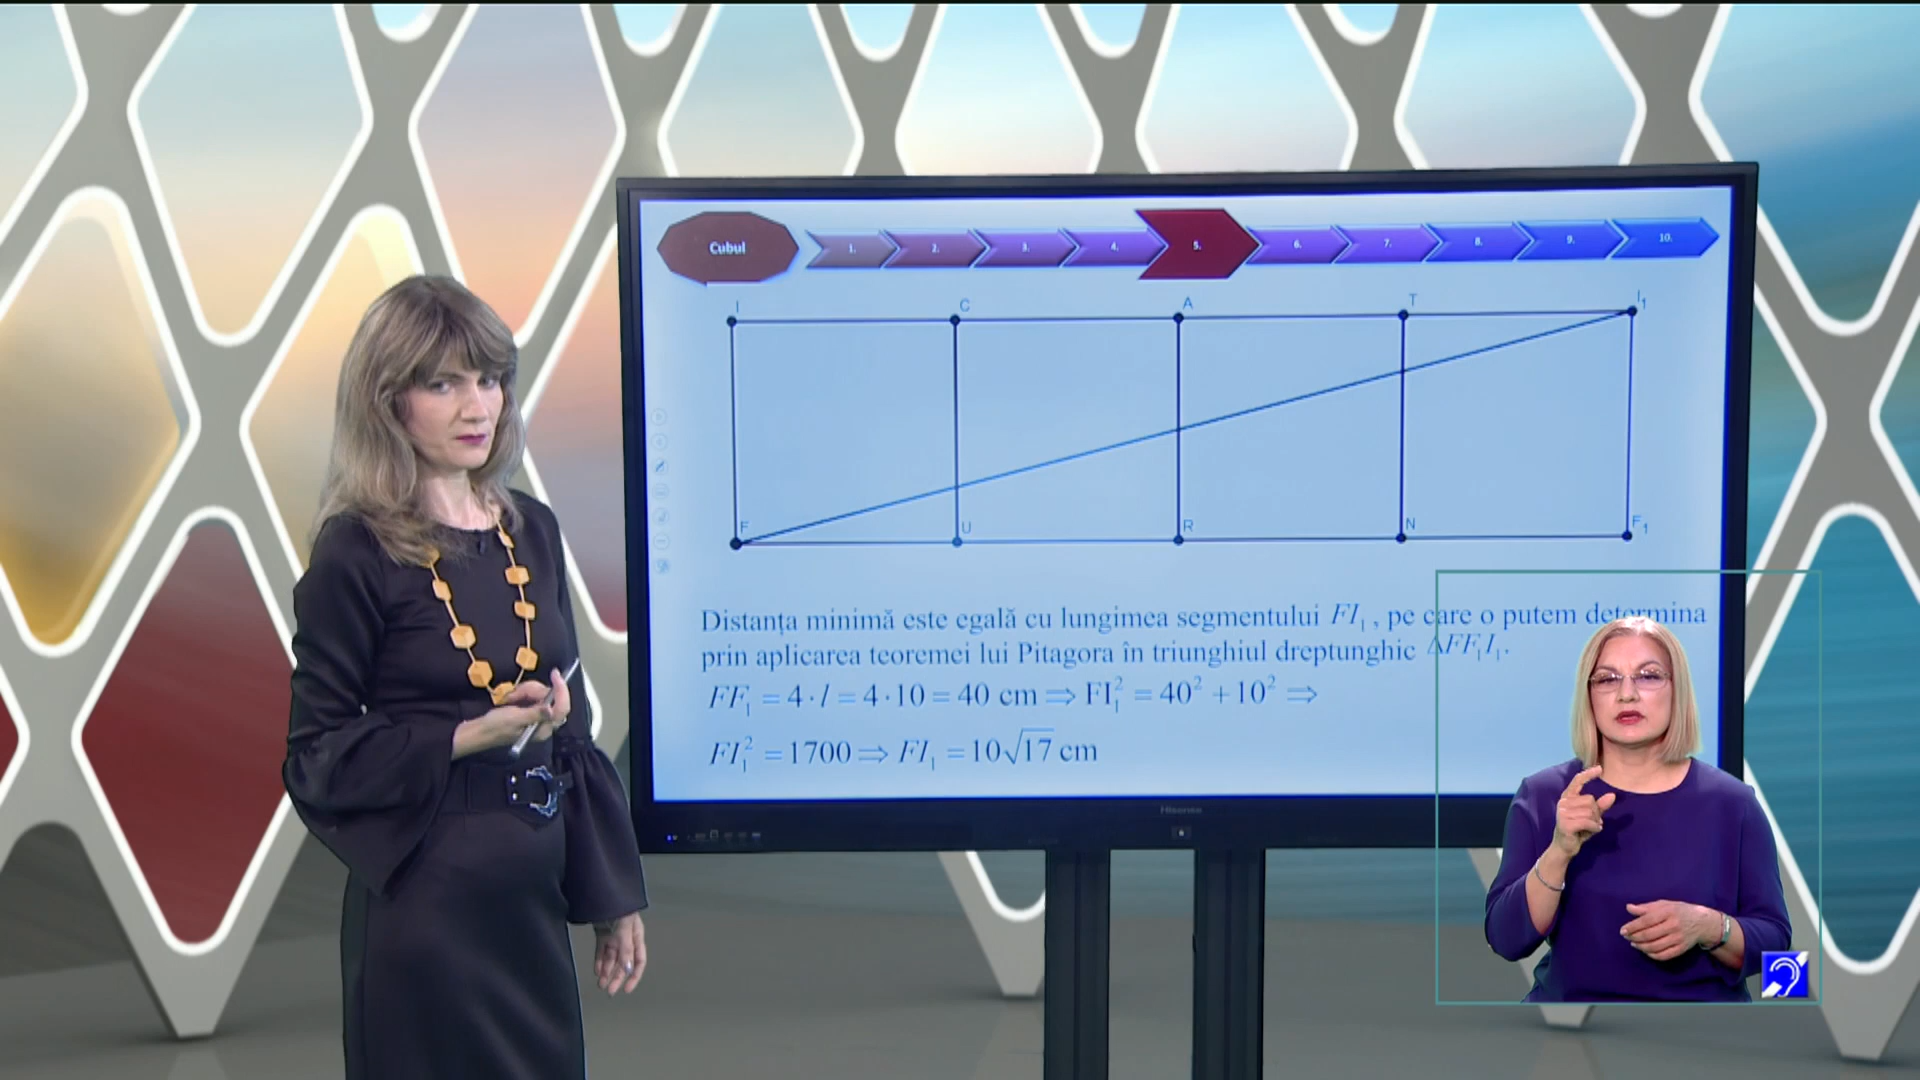 Cubul 1. 2. 3. 4. 5. 6. 7. 8. 9. 10.
I C A T I₁
F U R N F₁
Distanța minimă este egală cu lungimea segmentului FI₁, pe care o putem determina
prin aplicarea teoremei lui Pitagora în triunghiul dreptunghic ΔFF₁I₁.
FF₁ = 4·l = 4·10 = 40 cm ⇒ FI₁² = 40² + 10² ⇒
FI₁² = 1700 ⇒ FI₁ = 10√17 cm
Hisense